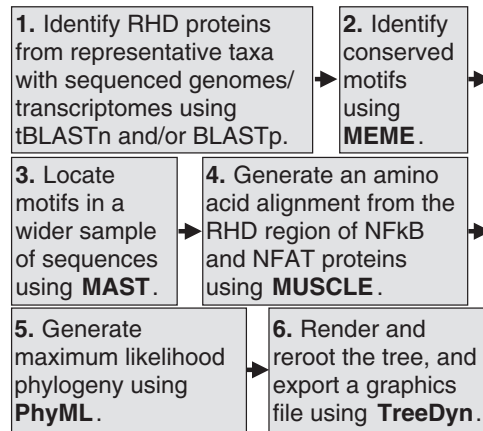 1. Identify RHD proteins
from representative taxa
with sequenced genomes/
transcriptomes using
tBLASTn and/or BLASTp.
2. Identify
conserved
motifs
using
MEME.
3. Locate
motifs in a
wider sample
of sequences
using MAST.
4. Generate an amino
acid alignment from the
RHD region of NFkB
and NFAT proteins
using MUSCLE.
5. Generate
maximum likelihood
phylogeny using
PhyML.
6. Render and
reroot the tree, and
export a graphics
file using TreeDyn.